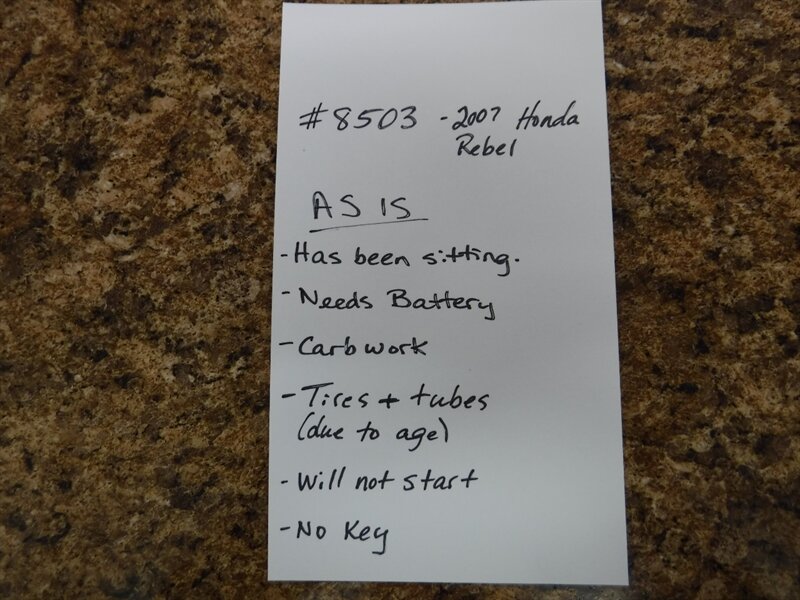 #8503 - 2007 Honda
Rebel
AS IS
- Has been sitting.
- Needs Battery
- Carb work
- Tires + tubes
(due to age)
- Will not start
- No Key